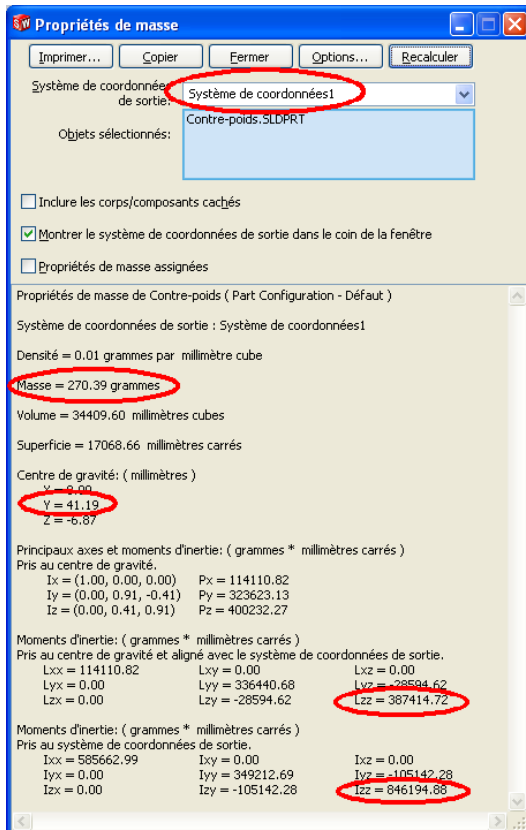 Propriétés de masse
Imprimer... Copier Fermer Options... Recalculer
Système de coordonnées de sortie: Système de coordonnées1
Objets sélectionnés: Contre-poids.SLDPRT
Inclure les corps/composants cachés
Montrer le système de coordonnées de sortie dans le coin de la fenêtre
Propriétés de masse assignées
Propriétés de masse de Contre-poids ( Part Configuration - Défaut )
Système de coordonnées de sortie : Système de coordonnées1
Densité = 0.01 grammes par millimètre cube
Masse = 270.39 grammes
Volume = 34409.60 millimètres cubes
Superficie = 17068.66 millimètres carrés
Centre de gravité: ( millimètres )
X = 0.00
Y = 41.19
Z = -6.87
Principaux axes et moments d'inertie: ( grammes * millimètres carrés )
Pris au centre de gravité.
Ix = (1.00, 0.00, 0.00) Px = 114110.82
Iy = (0.00, 0.91, -0.41) Py = 323623.13
Iz = (0.00, 0.41, 0.91) Pz = 400232.27
Moments d'inertie: ( grammes * millimètres carrés )
Pris au centre de gravité et aligné avec le système de coordonnées de sortie.
Lxx = 114110.82 Lxy = 0.00 Lxz = 0.00
Lyx = 0.00 Lyy = 336440.68 Lyz = -28594.62
Lzx = 0.00 Lzy = -28594.62 Lzz = 387414.72
Moments d'inertie: ( grammes * millimètres carrés )
Pris au système de coordonnées de sortie.
Ixx = 585662.99 Ixy = 0.00 Ixz = 0.00
Iyx = 0.00 Iyy = 349212.69 Iyz = -105142.28
Izx = 0.00 Izy = -105142.28 Izz = 846194.88